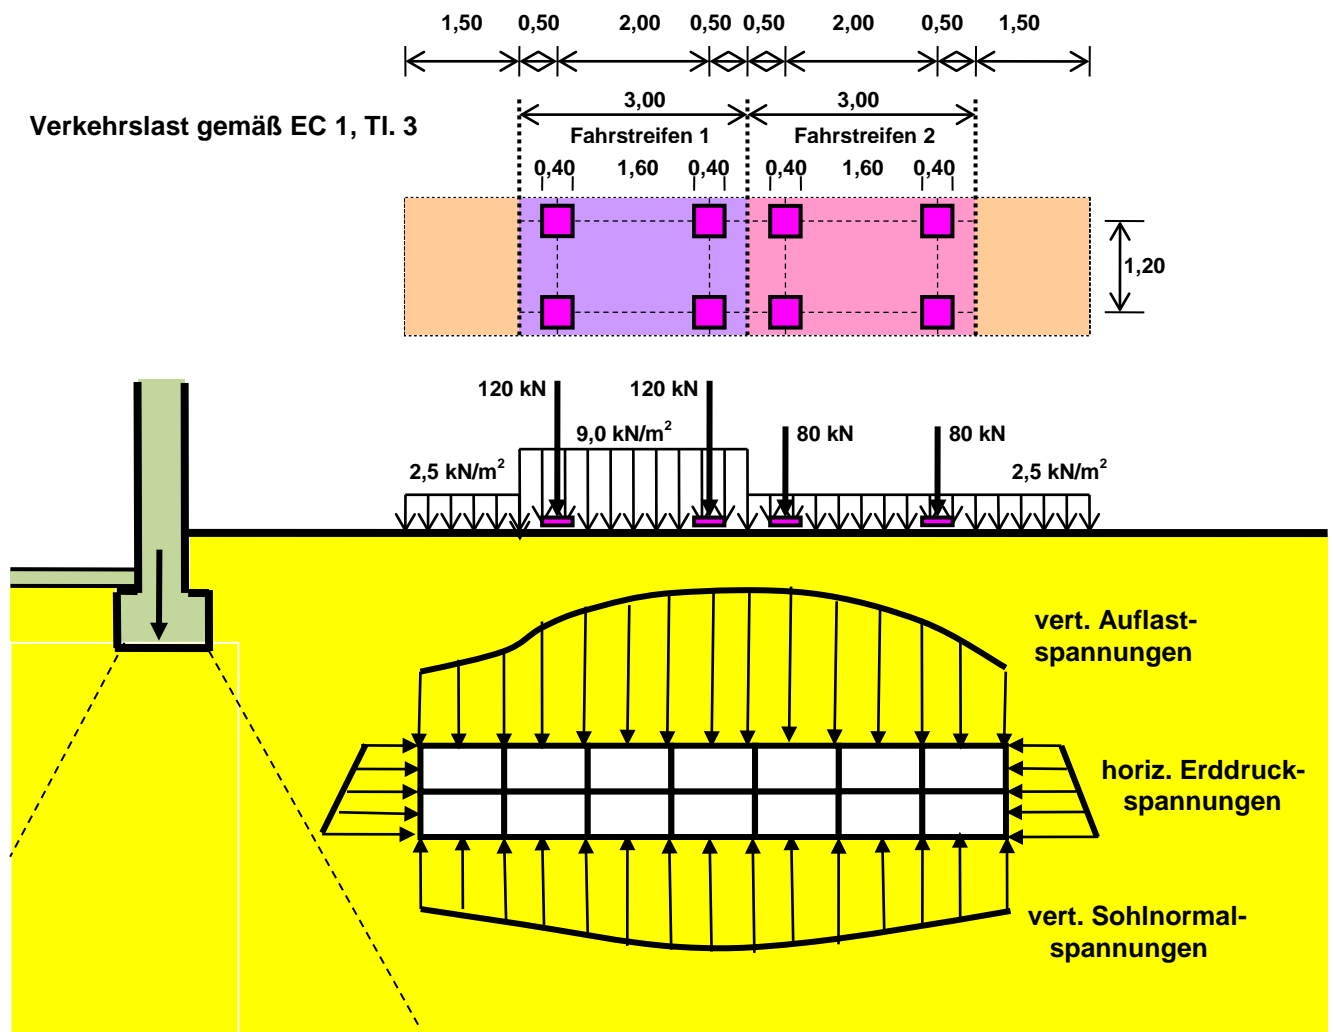 1,50 0,50 2,00 0,50 0,50 2,00 0,50 1,50
3,00 3,00
Verkehrslast gemäß EC 1, Tl. 3
Fahrstreifen 1 Fahrstreifen 2
0,40 1,60 0,40 0,40 1,60 0,40
1,20
120 kN 120 kN
9,0 kN/m² 80 kN 80 kN
2,5 kN/m² 2,5 kN/m²
vert. Auflast-
spannungen
horiz. Erddruck-
spannungen
vert. Sohlnormal-
spannungen